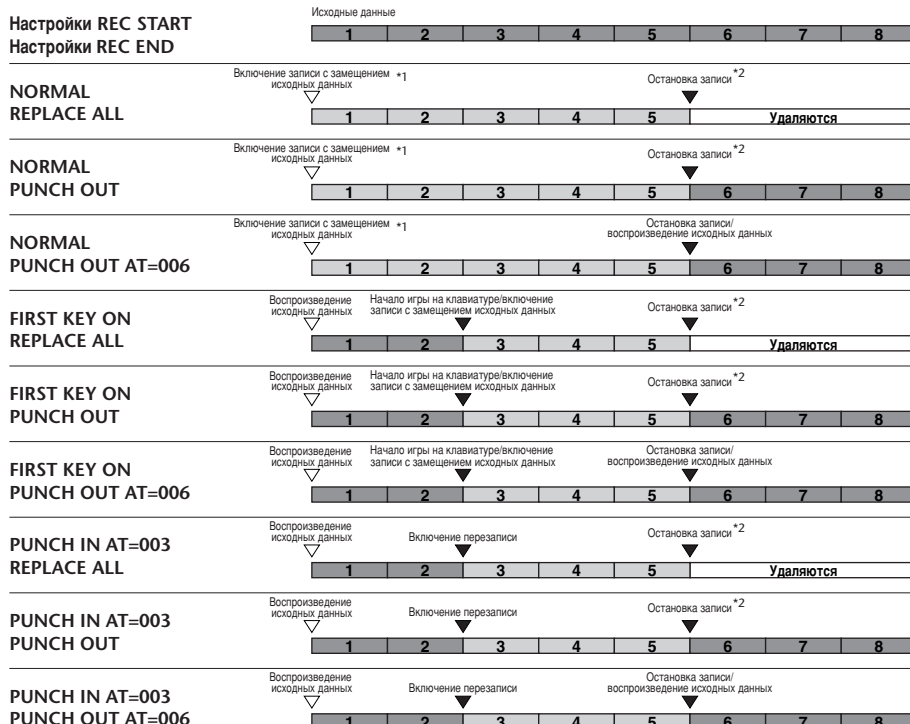 Настройки REC START
Настройки REC END
Исходные данные
1 2 3 4 5 6 7 8
NORMAL
REPLACE ALL
Включение записи с замещением *1
исходных данных
Остановка записи *2
1 2 3 4 5 Удаляются
NORMAL
PUNCH OUT
Включение записи с замещением *1
исходных данных
Остановка записи *2
1 2 3 4 5 6 7 8
NORMAL
PUNCH OUT AT=006
Включение записи с замещением *1
исходных данных
Остановка записи/
воспроизведение исходных данных
1 2 3 4 5 6 7 8
FIRST KEY ON
REPLACE ALL
Воспроизведение
исходных данных
Начало игры на клавиатуре/включение
записи с замещением исходных данных
Остановка записи *2
1 2 3 4 5 Удаляются
FIRST KEY ON
PUNCH OUT
Воспроизведение
исходных данных
Начало игры на клавиатуре/включение
записи с замещением исходных данных
Остановка записи *2
1 2 3 4 5 6 7 8
FIRST KEY ON
PUNCH OUT AT=006
Воспроизведение
исходных данных
Начало игры на клавиатуре/включение
записи с замещением исходных данных
Остановка записи/
воспроизведение исходных данных
1 2 3 4 5 6 7 8
PUNCH IN AT=003
REPLACE ALL
Воспроизведение
исходных данных
Включение перезаписи
Остановка записи *2
1 2 3 4 5 Удаляются
PUNCH IN AT=003
PUNCH OUT
Воспроизведение
исходных данных
Включение перезаписи
Остановка записи *2
1 2 3 4 5 6 7 8
PUNCH IN AT=003
PUNCH OUT AT=006
Воспроизведение
исходных данных
Включение перезаписи
Остановка записи/
воспроизведение исходных данных
1 2 3 4 5 6 7 8